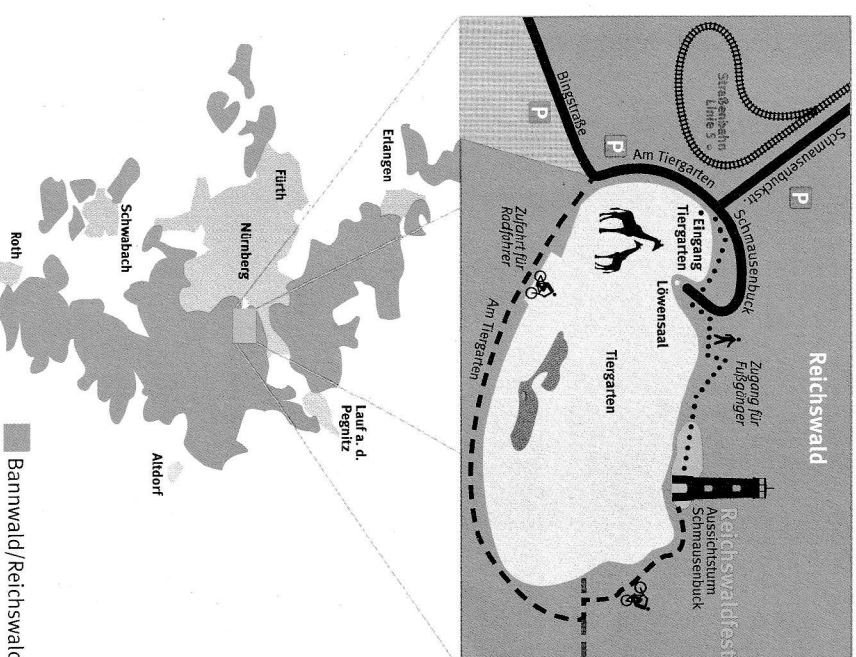 Reichswald
Straßenbahn
Linie 5
Schmausenbuckstr.
P
P
P
Bingstraße
Am Tiergarten
Schmausenbuck
Eingang
Tiergarten
Löwensaal
Zugang für
Fußgänger
Tiergarten
Zufahrt für
Radfahrer
Am Tiergarten
Reichswaldfest
Aussichtsturm
Schmausenbuck
Erlangen
Fürth
Nürnberg
Schwabach
Roth
Lauf a. d.
Pegnitz
Altdorf
Bannwald/Reichswald